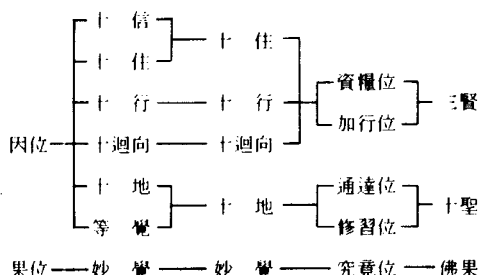 十信
十住 十住
十行 十行 資糧位
加行位 三賢
因位 十迴向 十迴向
十地 十地 通達位
等覺 修習位 十聖
果位 妙覺 妙覺 究竟位 佛果